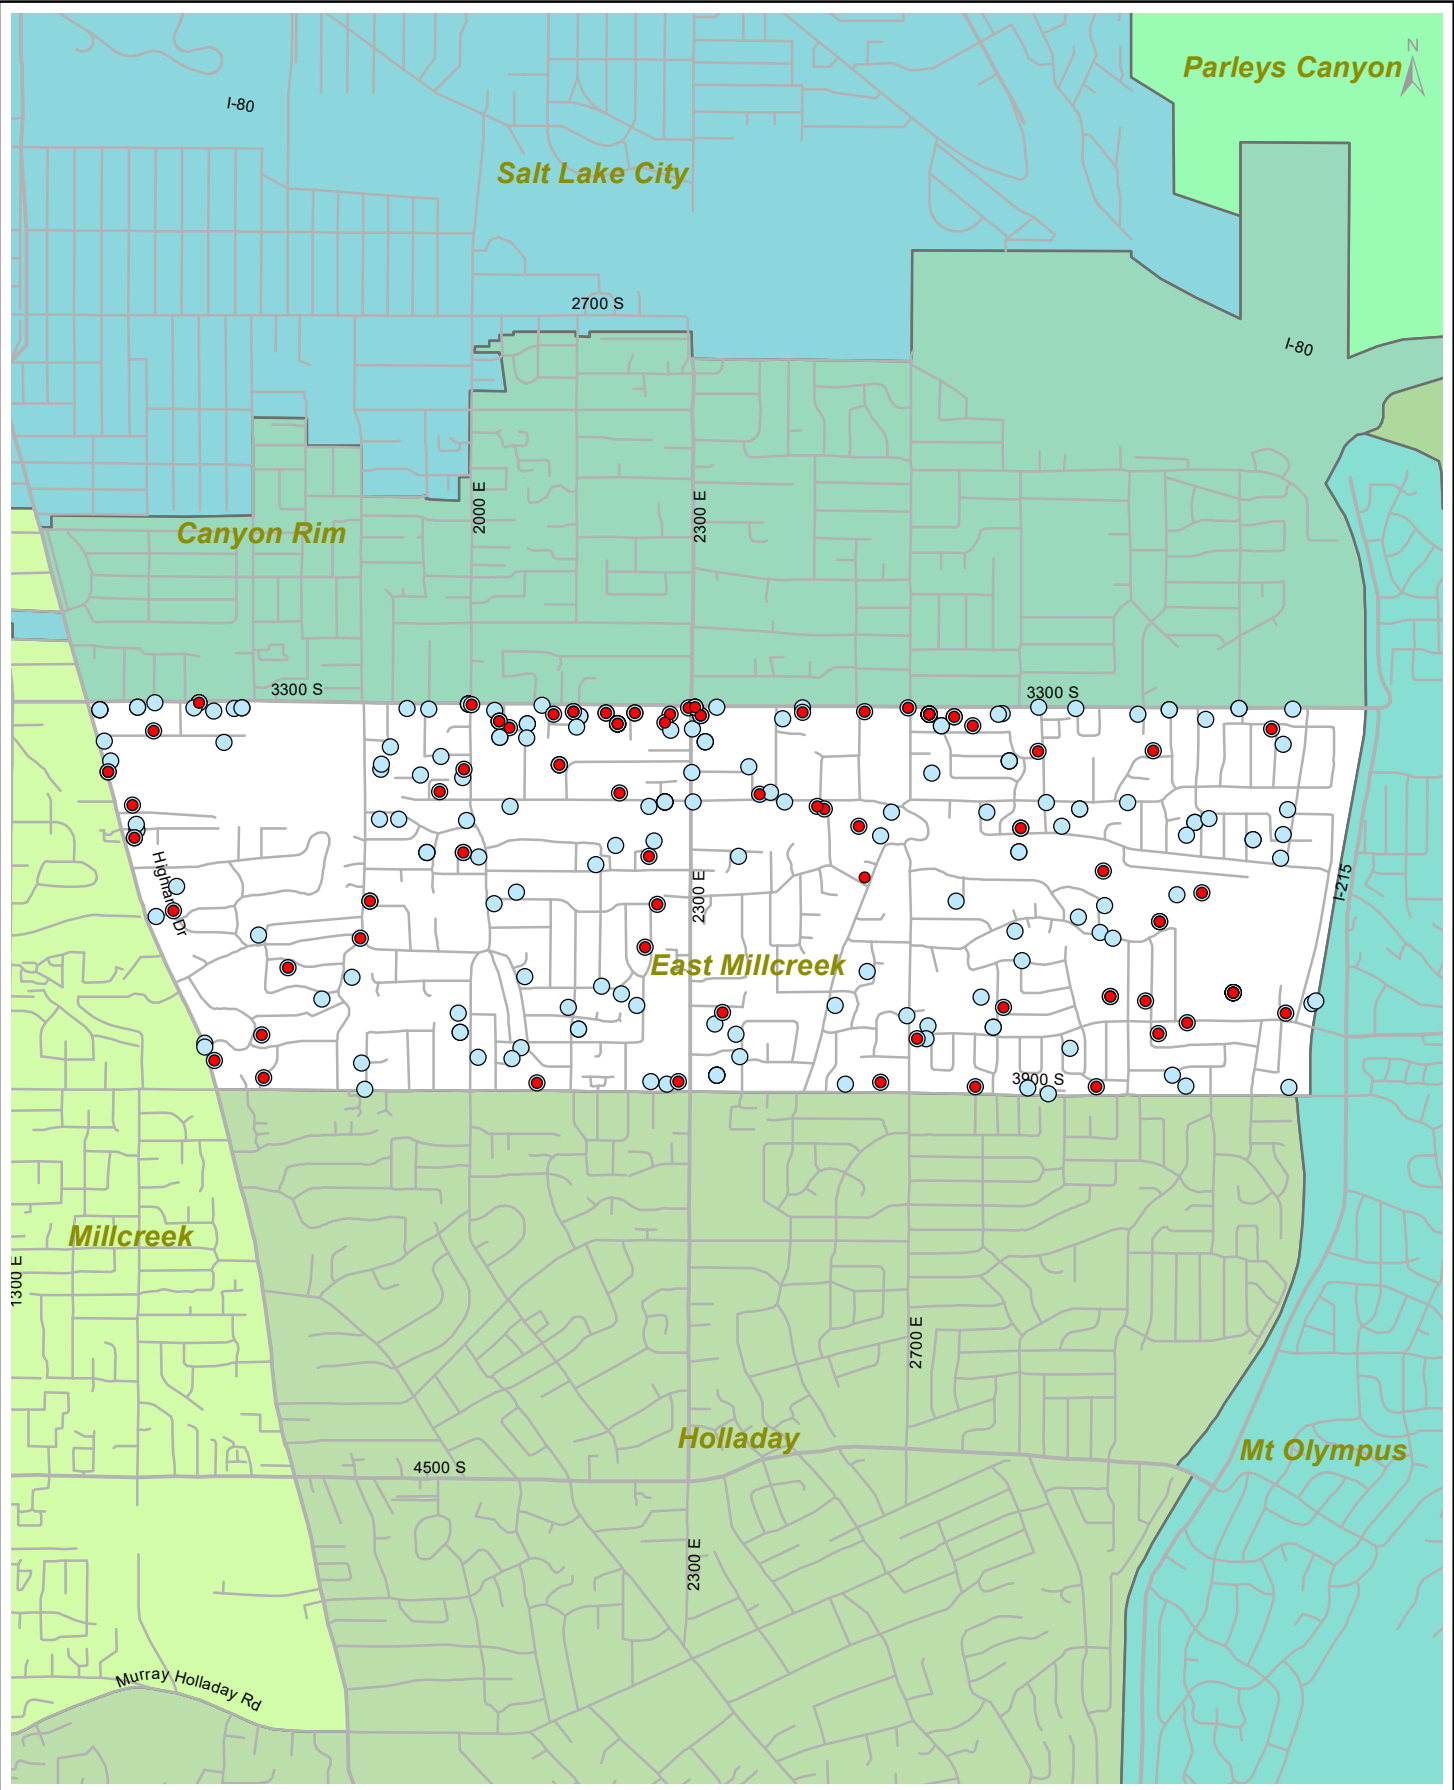 N
Parleys Canyon
I-80
Salt Lake City
2700 S
I-80
2000 E
2300 E
Canyon Rim
3300 S
3300 S
Highland Dr
2300 E
I-215
East Millcreek
3900 S
Millcreek
1300 E
2700 E
Holladay
Mt Olympus
4500 S
2300 E
Murray Holladay Rd